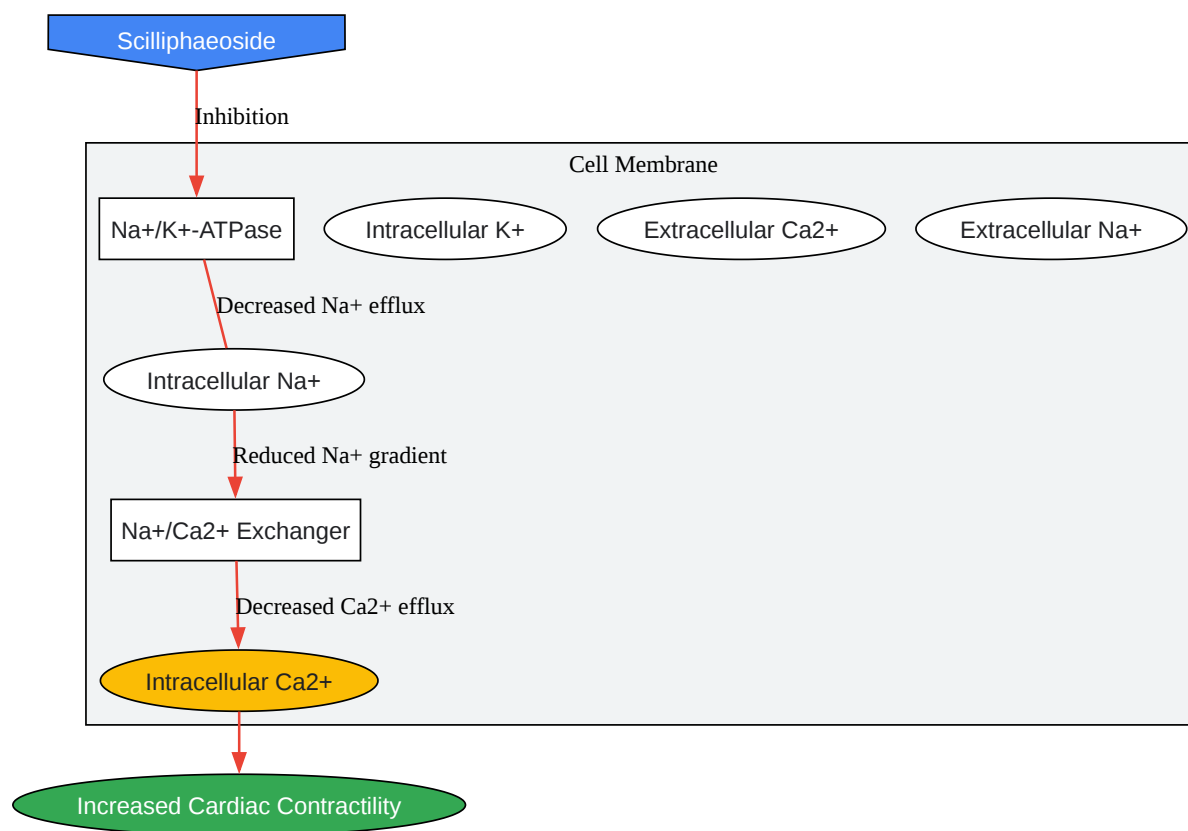 Scilliphaeoside
Inhibition
Cell Membrane
Na+/K+-ATPase
Intracellular K+
Extracellular Ca2+
Extracellular Na+
Decreased Na+ efflux
Intracellular Na+
Reduced Na+ gradient
Na+/Ca2+ Exchanger
Decreased Ca2+ efflux
Intracellular Ca2+
Increased Cardiac Contractility